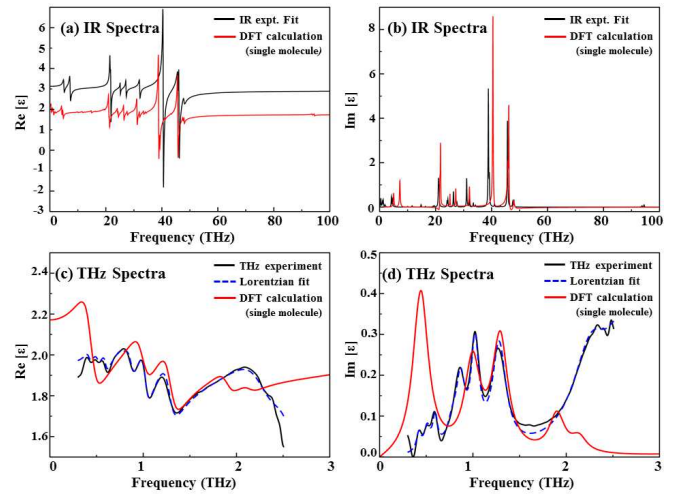 (a) IR Spectra
IR expt. Fit
DFT calculation
(single molecule)
Re [ε]
6
5
4
3
2
1
0
-1
-2
-3
0 20 40 60 80 100
Frequency (THz)
(b) IR Spectra
IR expt. Fit
DFT calculation
(single molecule)
Im [ε]
8
6
4
2
0
0 20 40 60 80 100
Frequency (THz)
(c) THz Spectra
THz experiment
Lorentzian fit
DFT calculation
(single molecule)
Re [ε]
2.4
2.2
2.0
1.8
1.6
0 1 2 3
Frequency (THz)
(d) THz Spectra
THz experiment
Lorentzian fit
DFT calculation
(single molecule)
Im [ε]
0.5
0.4
0.3
0.2
0.1
0.0
0 1 2 3
Frequency (THz)